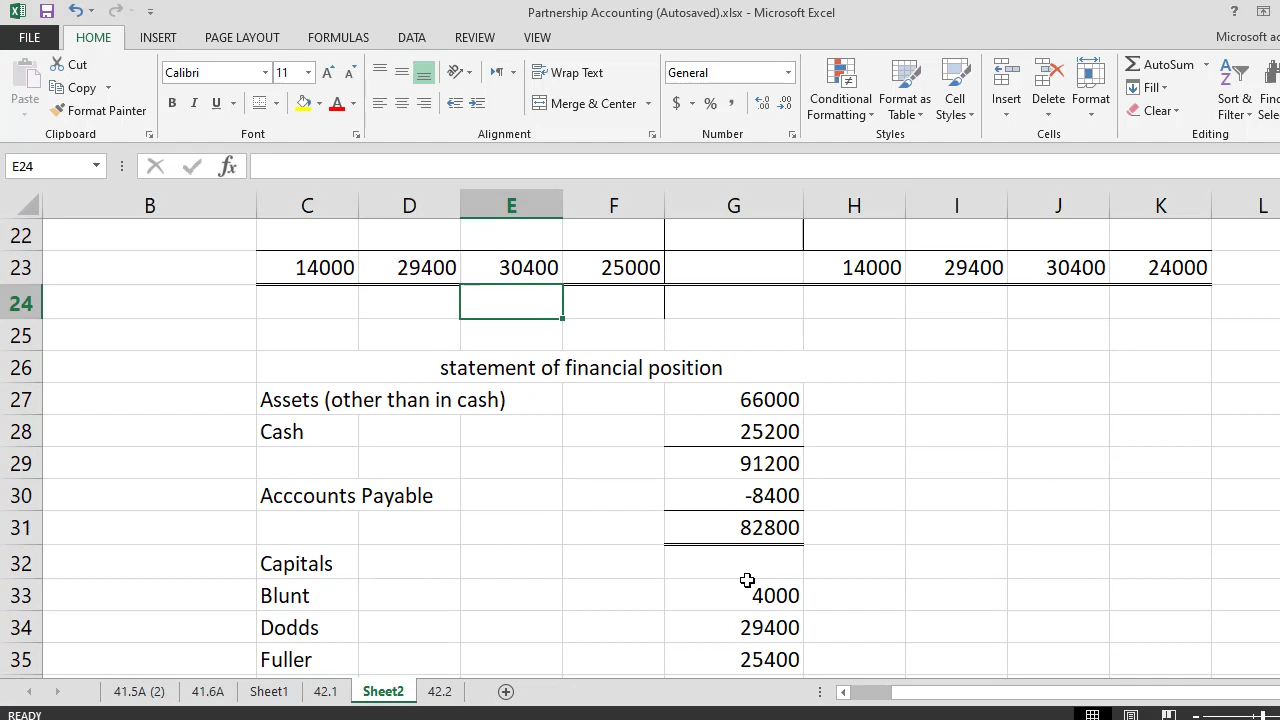 Partnership Accounting (Autosaved).xlsx - Microsoft Excel
?
FILE HOME INSERT PAGE LAYOUT FORMULAS DATA REVIEW VIEW Microsoft ac
Paste Cut Copy Format Painter Clipboard
Calibri 11 A A B I U A Font
Wrap Text Merge & Center Alignment
General $ % , Number
Conditional Formatting Format as Table Cell Styles Styles
Insert Delete Format Cells
AutoSum Fill Clear Sort & Filter Editing
E24 fx
B C D E F G H I J K L
22
23 14000 29400 30400 25000 14000 29400 30400 24000
24
25
26 statement of financial position
27 Assets (other than in cash) 66000
28 Cash 25200
29 91200
30 Acccounts Payable -8400
31 82800
32 Capitals
33 Blunt 4000
34 Dodds 29400
35 Fuller 25400
41.5A (2) 41.6A Sheet1 42.1 Sheet2 42.2
READY